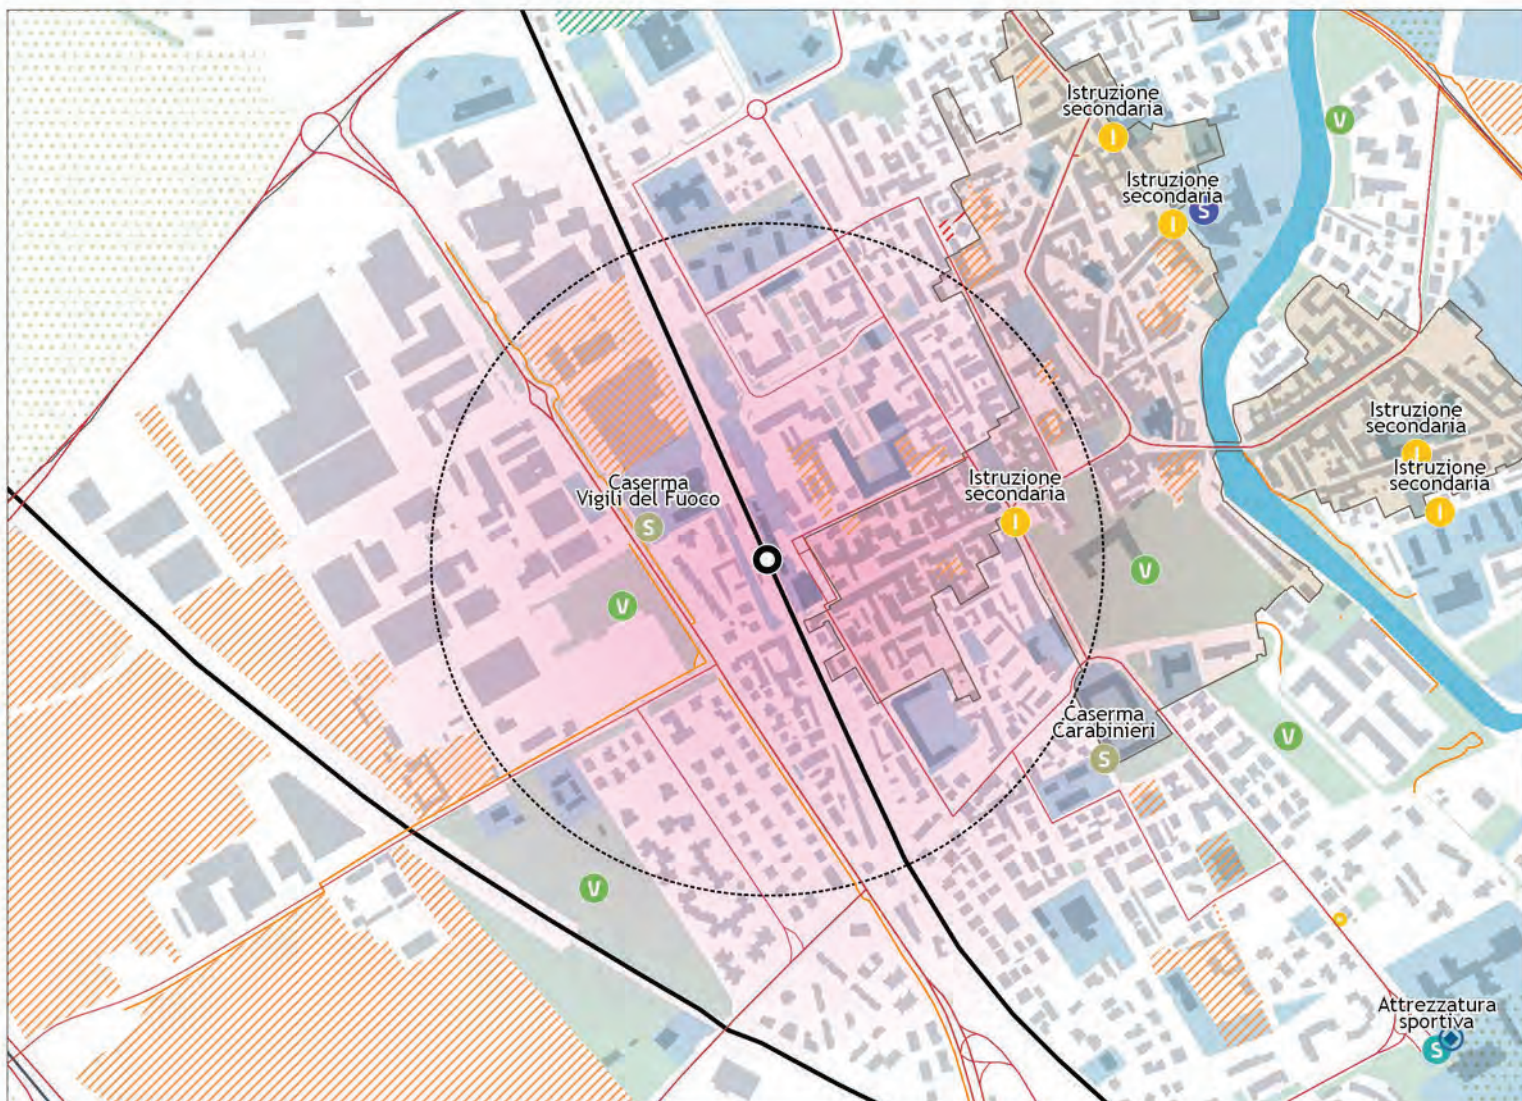 Istruzione
secondaria
I
V
Istruzione
secondaria
I
S
Istruzione
secondaria
I
Istruzione
secondaria
I
Istruzione
secondaria
I
Caserma
Vigili del Fuoco
S
V
V
Caserma
Carabinieri
S
V
V
Attrezzatura
sportiva
S